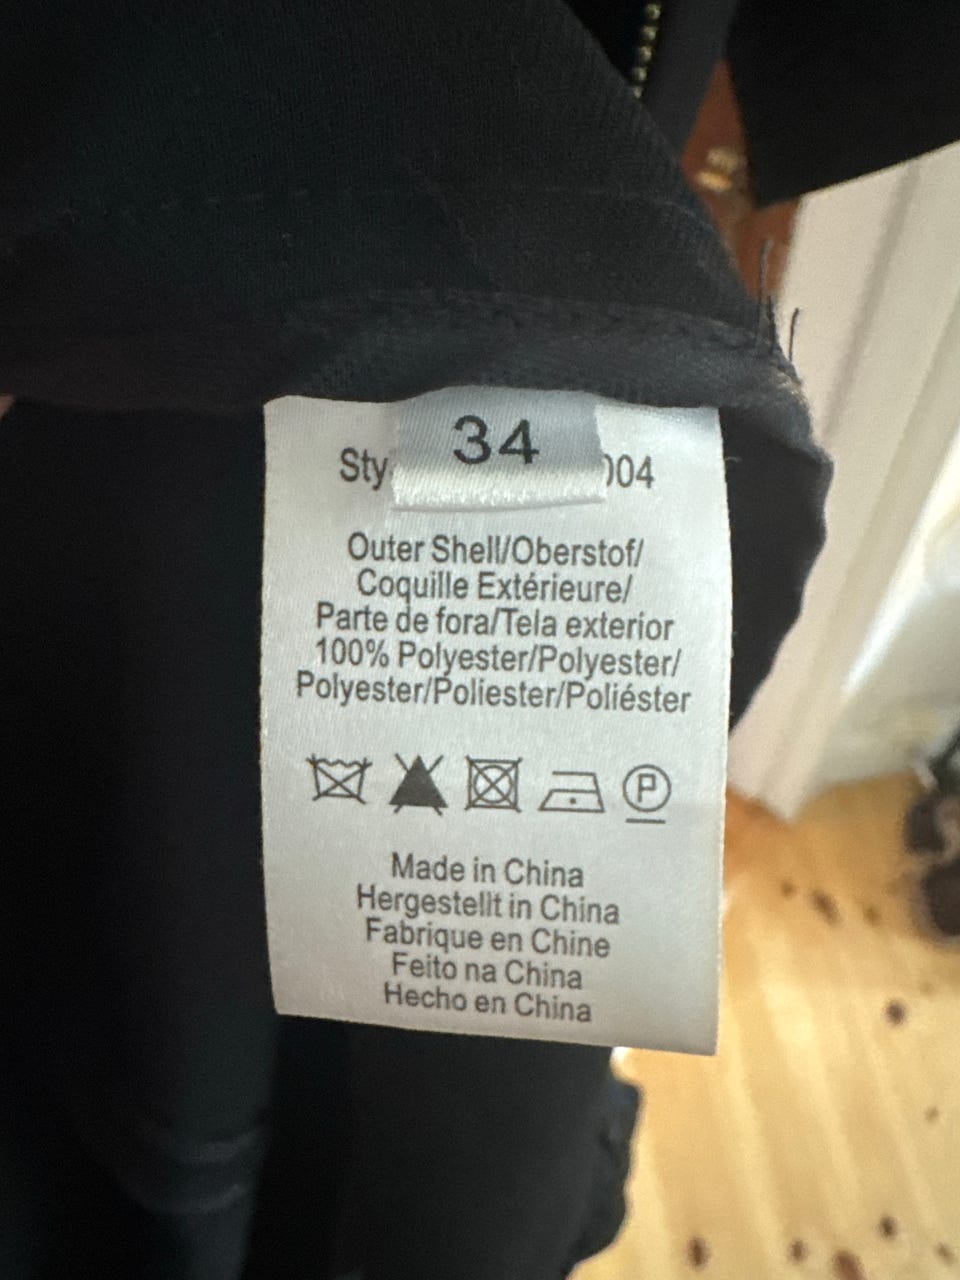 34
004
Outer Shell/Oberstof/
Coquille Extérieure/
Parte de fora/Tela exterior
100% Polyester/Polyester/
Polyester/Poliester/Poliéster
P
Made in China
Hergestellt in China
Fabrique en Chine
Feito na China
Hecho en China